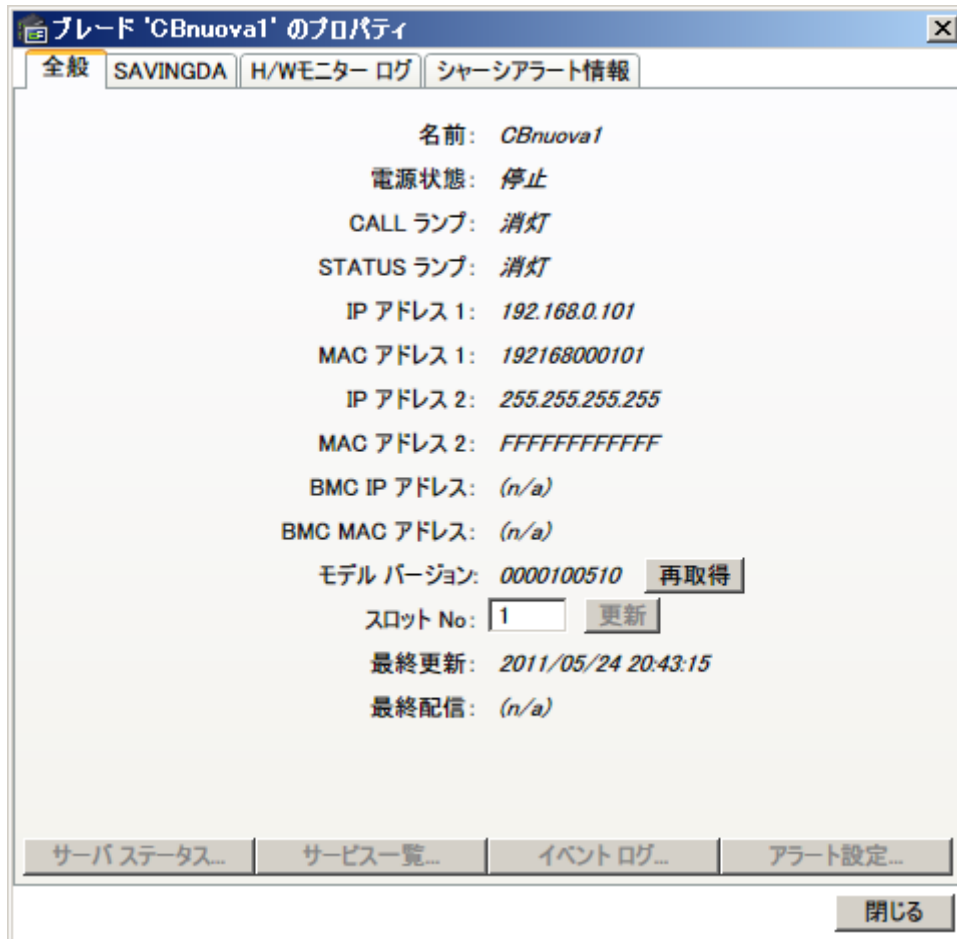 ブレード 'CBnuova1' のプロパティ
全般 SAVINGDA H/Wモニター ログ シャーシアラート情報
名前: CBnuova1
電源状態: 停止
CALL ランプ: 消灯
STATUS ランプ: 消灯
IP アドレス 1: 192.168.0.101
MAC アドレス 1: 192168000101
IP アドレス 2: 255.255.255.255
MAC アドレス 2: FFFFFFFFFFFF
BMC IP アドレス: (n/a)
BMC MAC アドレス: (n/a)
モデル バージョン: 0000100510 再取得
スロット No: 1 更新
最終更新: 2011/05/24 20:43:15
最終配信: (n/a)
サーバ ステータス... サービス一覧... イベント ログ... アラート設定...
閉じる